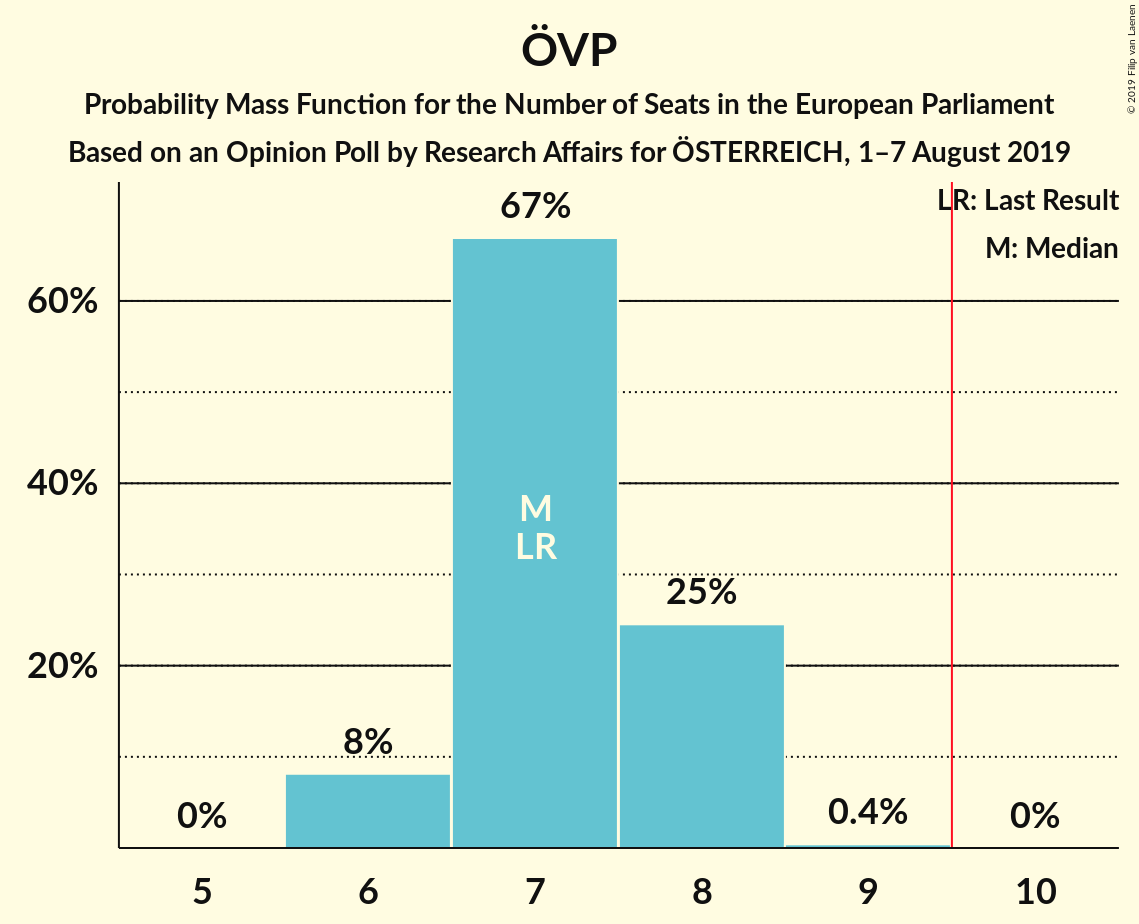 ÖVP
Probability Mass Function for the Number of Seats in the European Parliament
Based on an Opinion Poll by Research Affairs for ÖSTERREICH, 1–7 August 2019
© 2019 Filip van Laenen
LR: Last Result
M: Median
67%
60%
40%
M
LR
25%
20%
8%
0%
0.4%
0%
5 6 7 8 9 10